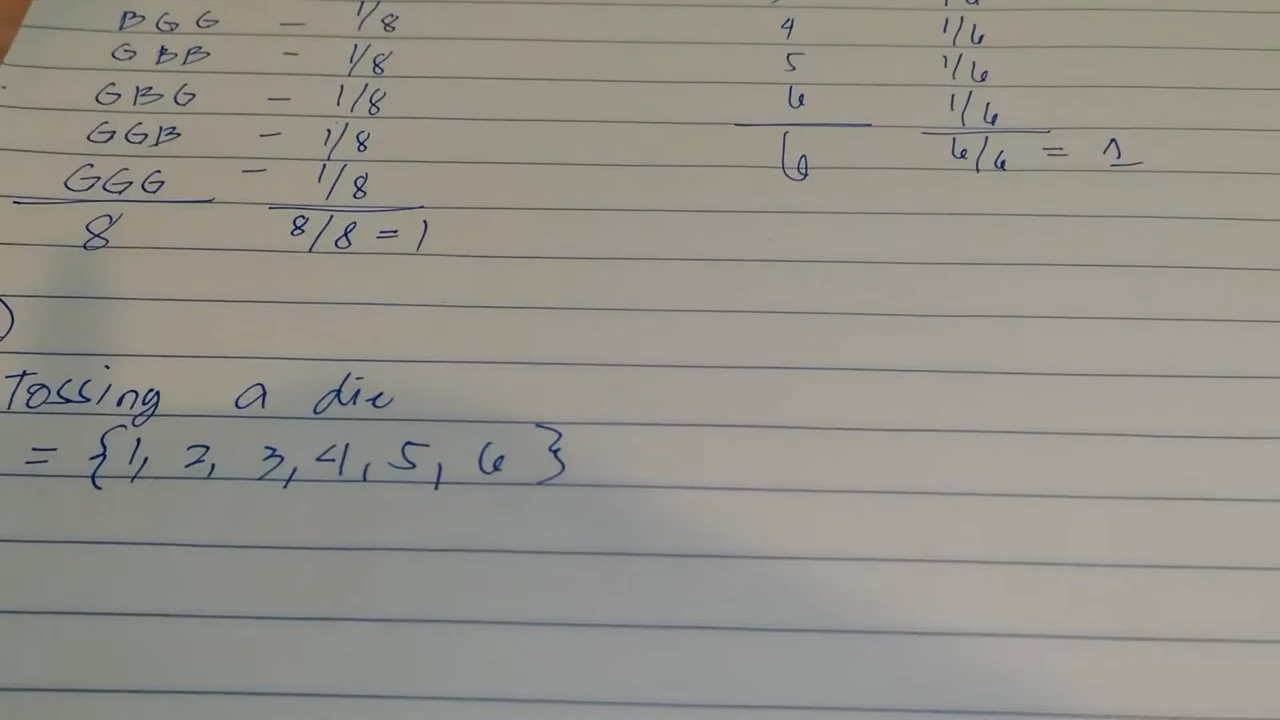 BGG - 1/8
GBB - 1/8
GBG - 1/8
GGB - 1/8
GGG - 1/8
8 8/8 = 1
4 1/6
5 1/6
6 1/6
6 6/6 = 1
)
Tossing a die
= {1, 2, 3, 4, 5, 6}